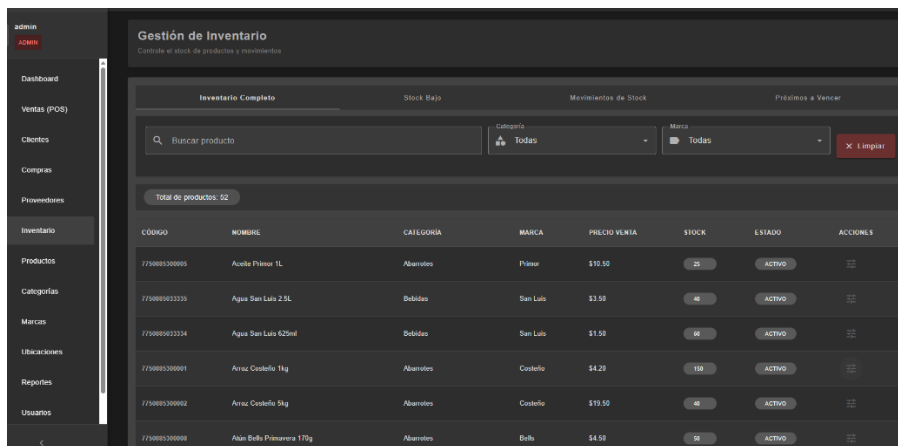 admin
ADMIN
Dashboard
Ventas (POS)
Clientes
Compras
Proveedores
Inventario
Productos
Categorías
Marcas
Ubicaciones
Reportes
Usuarios
Gestión de Inventario
Controle el stock de productos y movimientos
Inventario Completo Stock Bajo Movimientos de Stock Próximos a Vencer
Categoría Marca
Buscar producto Todas Todas Limpiar
Total de productos: 52
CÓDIGO NOMBRE CATEGORÍA MARCA PRECIO VENTA STOCK ESTADO ACCIONES
7750885300005 Aceite Primor 1L Abarrotes Primor $10.50 25 ACTIVO
7750885033335 Agua San Luis 2.5L Bebidas San Luis $3.50 40 ACTIVO
7750885033334 Agua San Luis 625ml Bebidas San Luis $1.50 60 ACTIVO
7750885300001 Arroz Costeño 1kg Abarrotes Costeño $4.20 150 ACTIVO
7750885300002 Arroz Costeño 5kg Abarrotes Costeño $19.50 40 ACTIVO
7750885300008 Atún Bells Primavera 170g Abarrotes Bells $4.50 50 ACTIVO